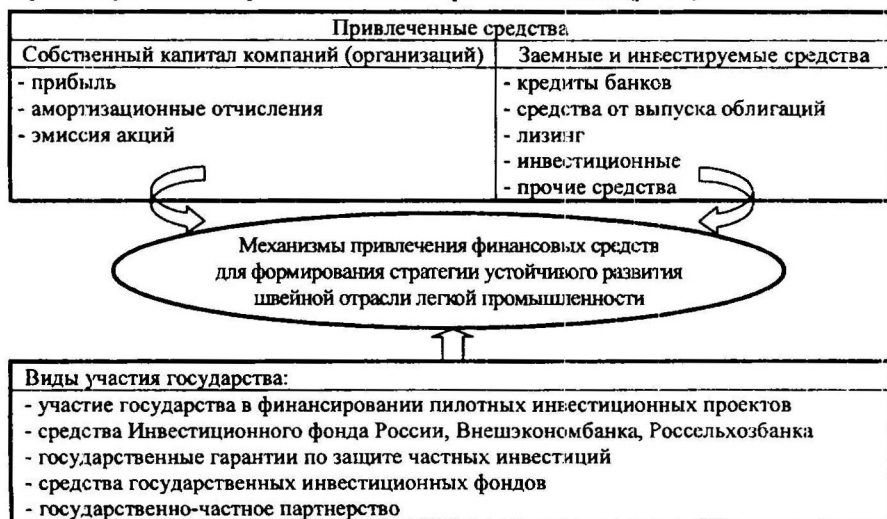 Привлеченные средства
Собственный капитал компаний (организаций)
- прибыль
- амортизационные отчисления
- эмиссия акций
Заемные и инвестируемые средства
- кредиты банков
- средства от выпуска облигаций
- лизинг
- инвестиционные
- прочие средства
Механизмы привлечения финансовых средств
для формирования стратегии устойчивого развития
швейной отрасли легкой промышленности
Виды участия государства:
- участие государства в финансировании пилотных инвестиционных проектов
- средства Инвестиционного фонда России, Внешэкономбанка, Россельхозбанка
- государственные гарантии по защите частных инвестиций
- средства государственных инвестиционных фондов
- государственно-частное партнерство